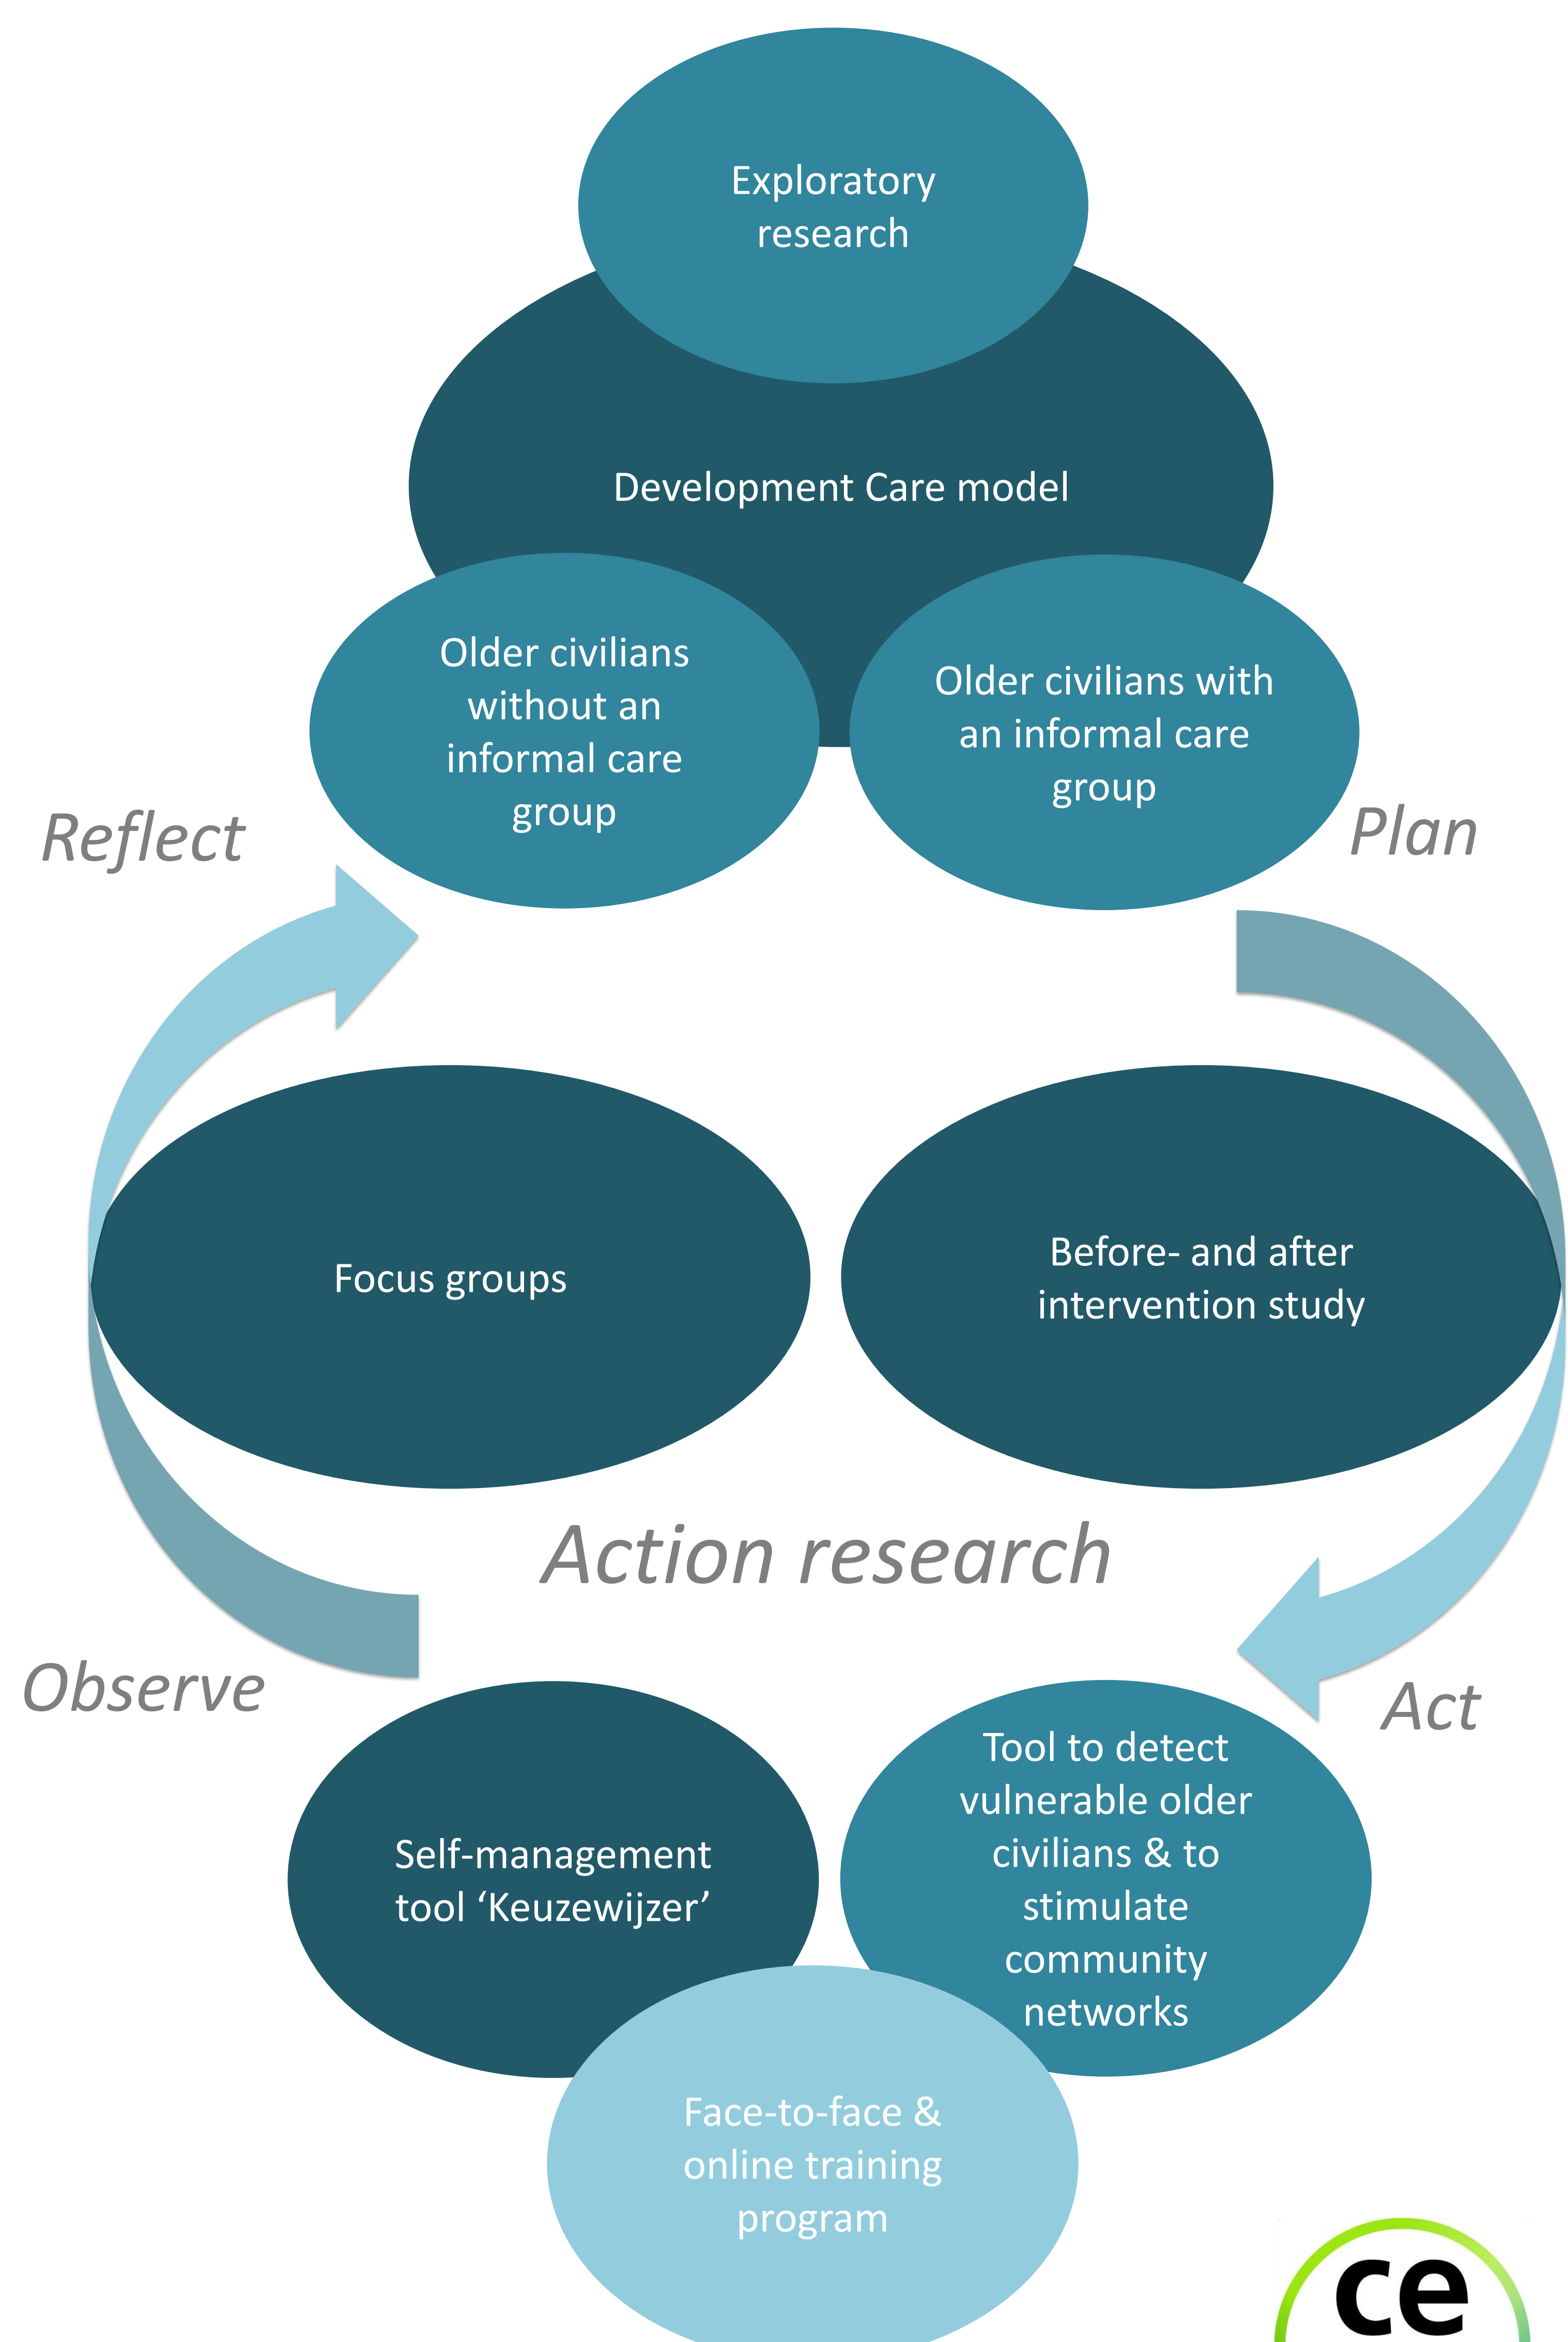 Exploratory
research
Development Care model
Older civilians
without an
informal care
group
Older civilians with
an informal care
group
Reflect
Plan
Focus groups
Before- and after
intervention study
Action research
Observe
Act
Self-management
tool ‘Keuzewijzer’
Tool to detect
vulnerable older
civilians & to
stimulate
community
networks
Face-to-face &
online training
program
ce